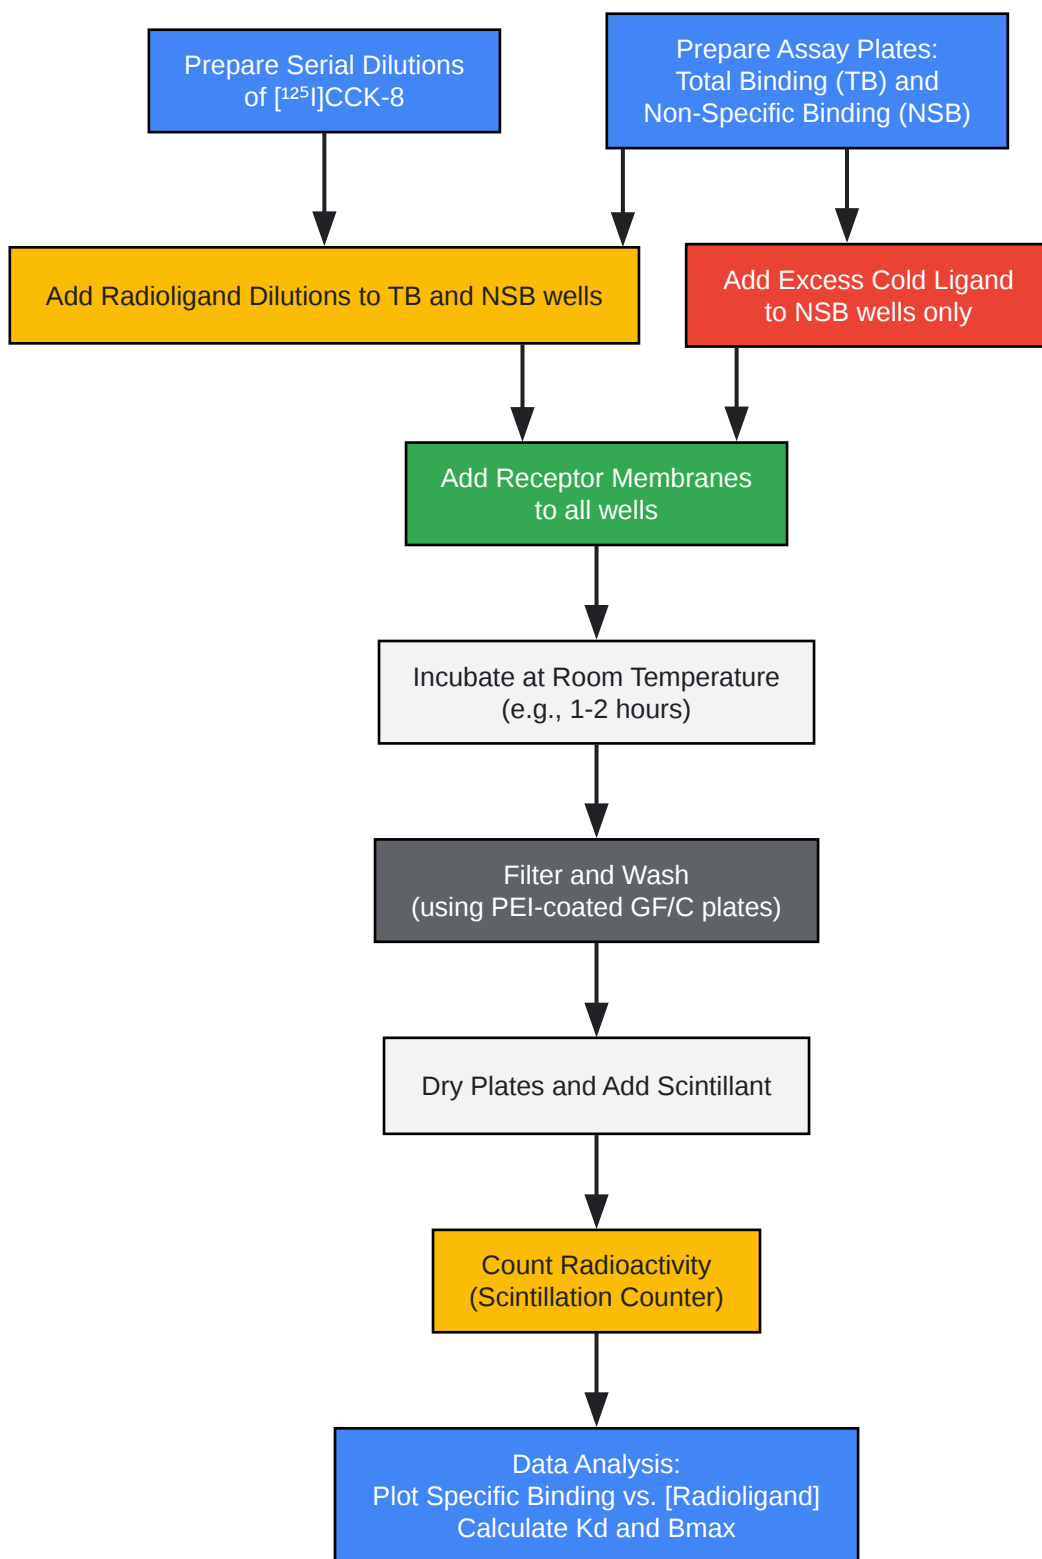 Prepare Serial Dilutions
of [¹²⁵I]CCK-8
Prepare Assay Plates:
Total Binding (TB) and
Non-Specific Binding (NSB)
Add Radioligand Dilutions to TB and NSB wells
Add Excess Cold Ligand
to NSB wells only
Add Receptor Membranes
to all wells
Incubate at Room Temperature
(e.g., 1-2 hours)
Filter and Wash
(using PEI-coated GF/C plates)
Dry Plates and Add Scintillant
Count Radioactivity
(Scintillation Counter)
Data Analysis:
Plot Specific Binding vs. [Radioligand]
Calculate Kd and Bmax